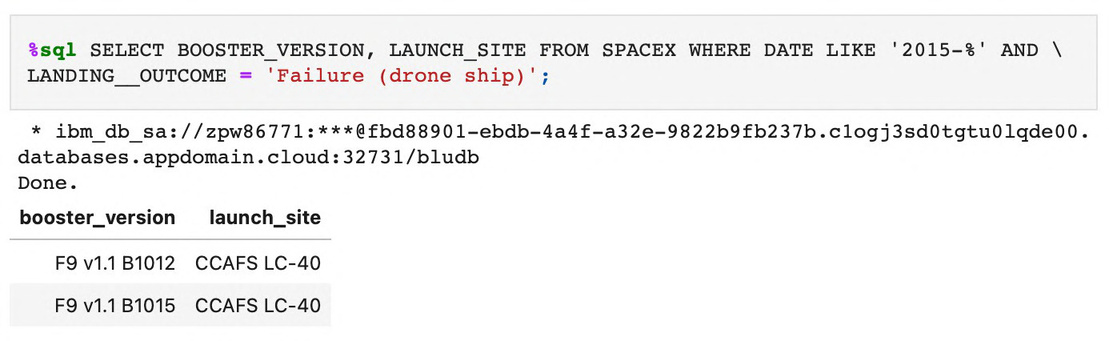 %sql SELECT BOOSTER_VERSION, LAUNCH_SITE FROM SPACEX WHERE DATE LIKE '2015-%' AND \
LANDING__OUTCOME = 'Failure (drone ship)';
* ibm_db_sa://zpw86771:***@fbd88901-ebdb-4a4f-a32e-9822b9fb237b.c1ogj3sd0tgtu0lqde00.
databases.appdomain.cloud:32731/bludb
Done.
booster_version launch_site
F9 v1.1 B1012 CCAFS LC-40
F9 v1.1 B1015 CCAFS LC-40